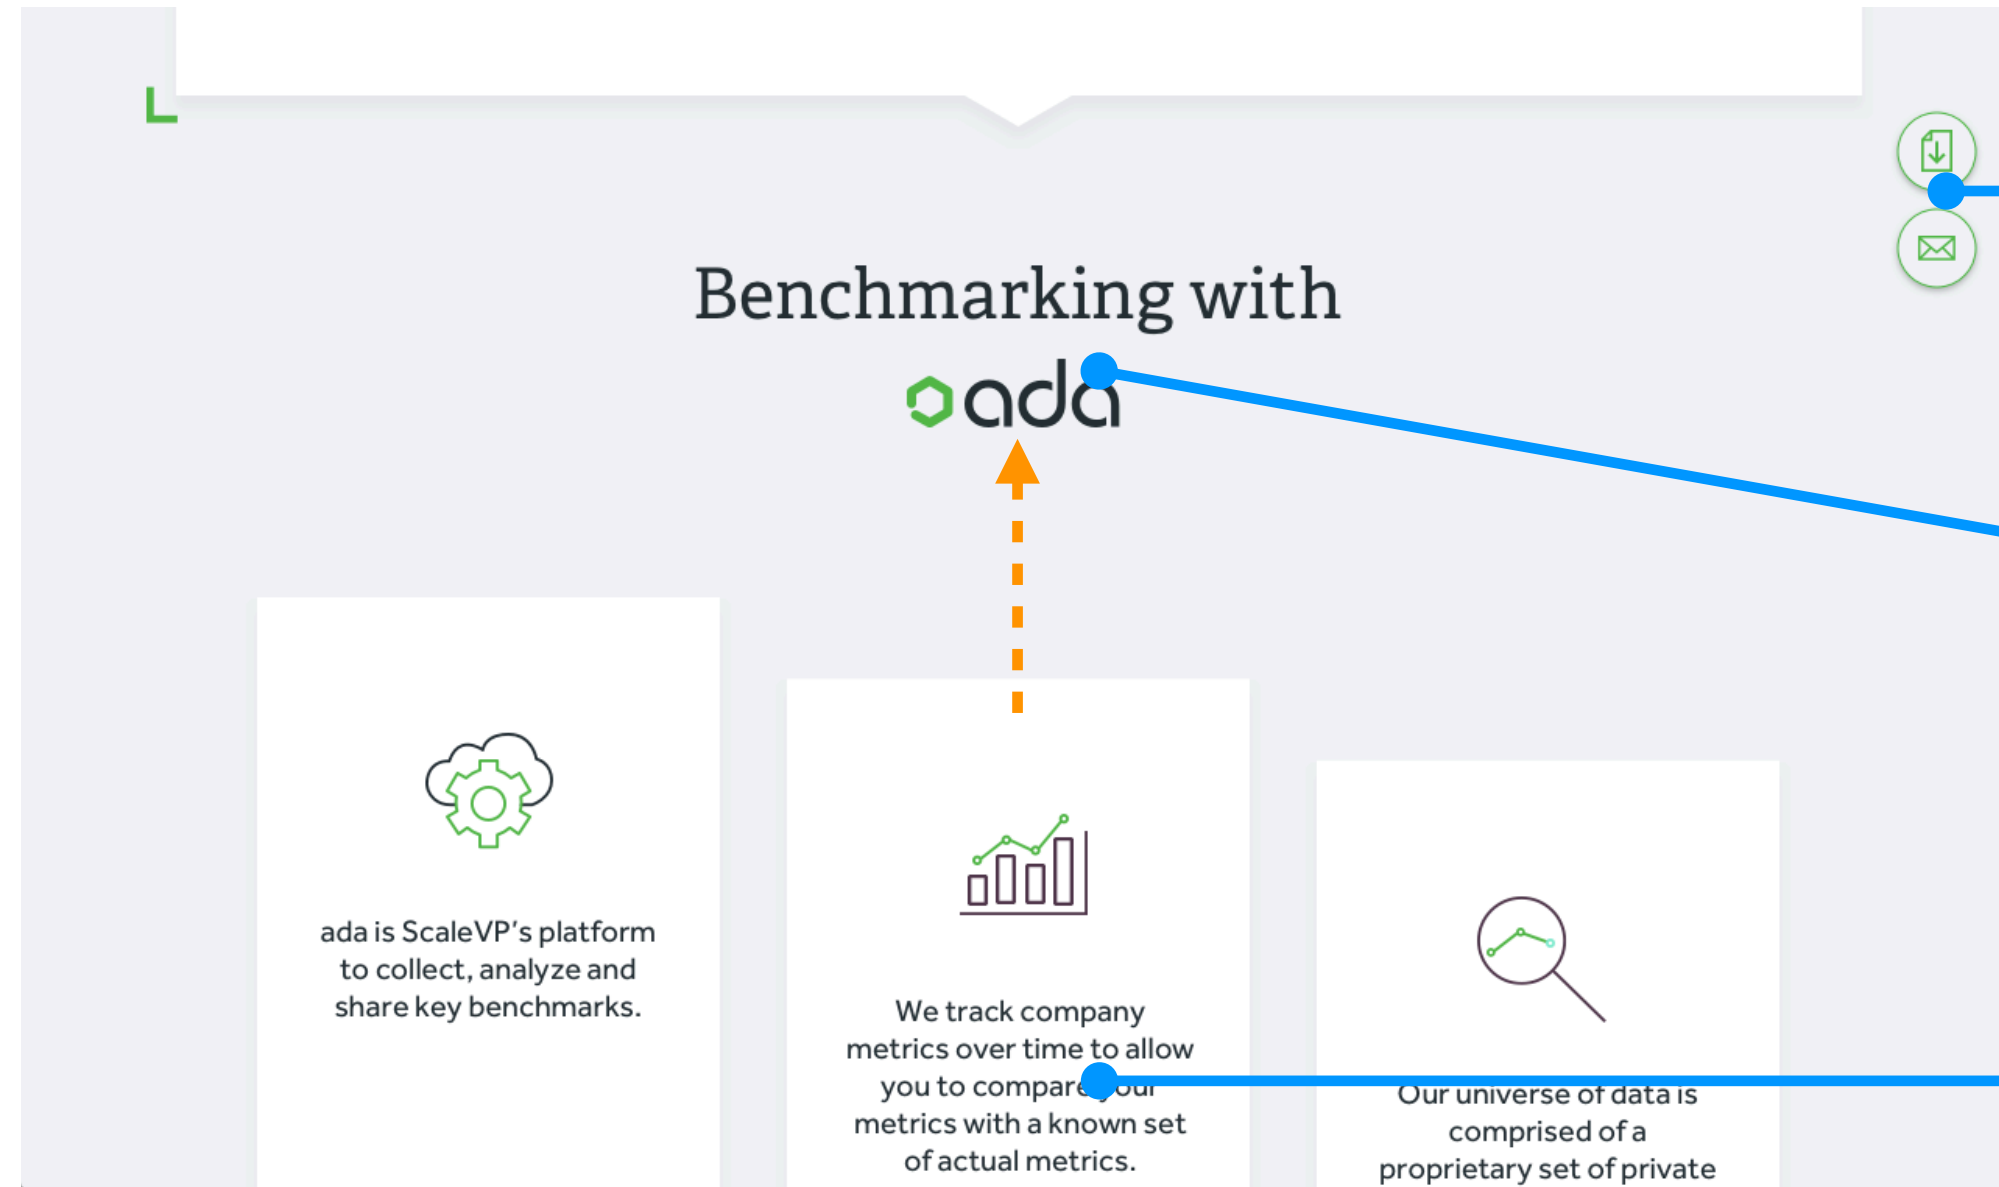 Benchmarking with
ada
ada is ScaleVP's platform
to collect, analyze and
share key benchmarks.
We track company
metrics over time to allow
you to compare your
metrics with a known set
of actual metrics.
Our universe of data is
comprised of a
proprietary set of private